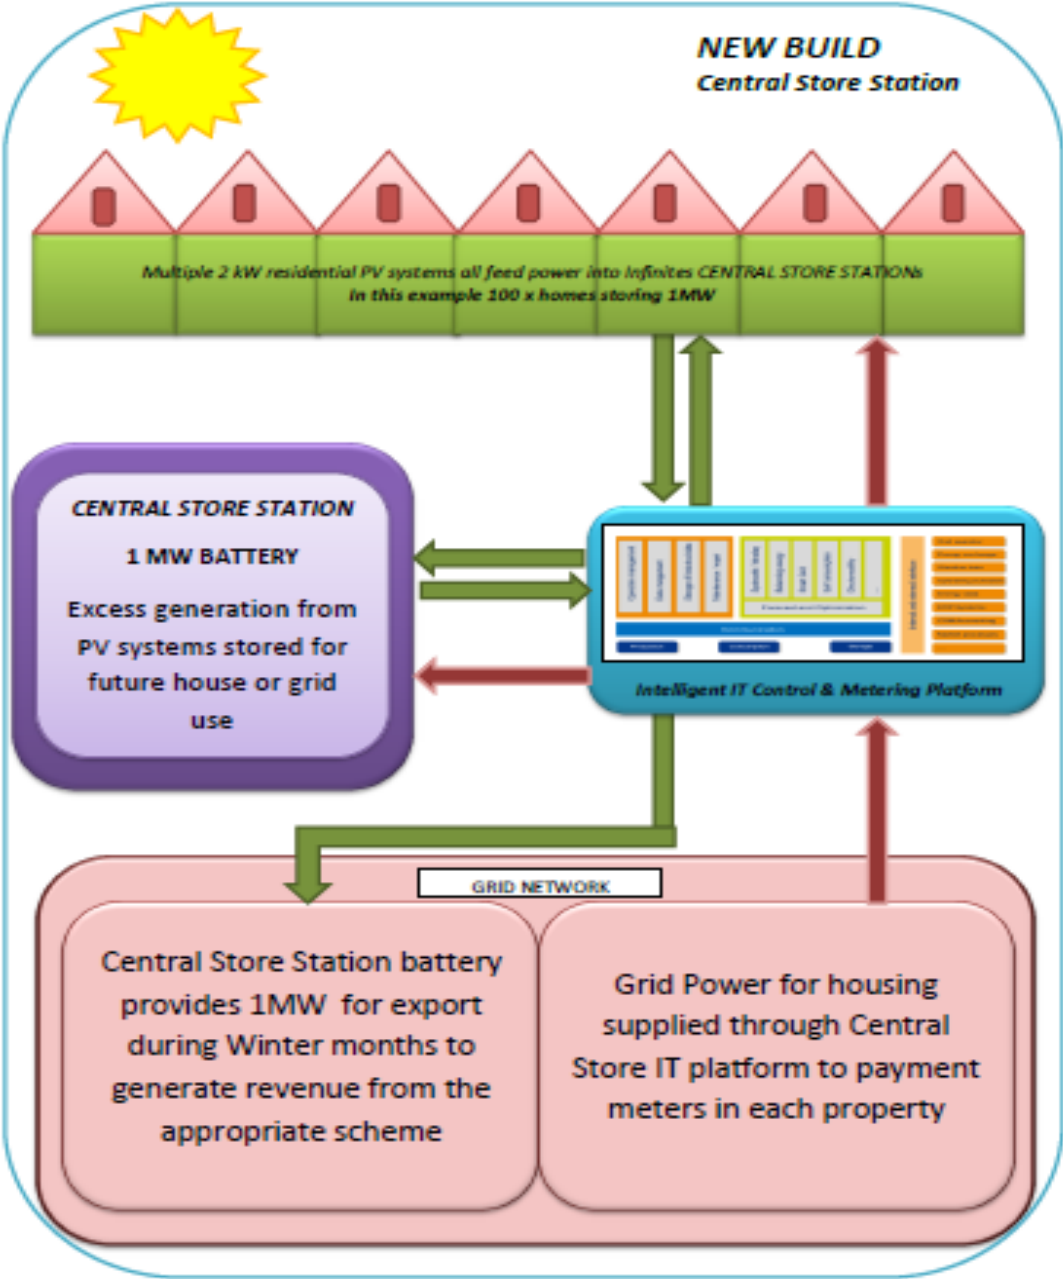 NEW BUILD
Central Store Station
Multiple 2 kW residential PV systems all feed power into Infinites CENTRAL STORE STATIONs
In this example 100 x homes storing 1MW
CENTRAL STORE STATION
1 MW BATTERY
Excess generation from
PV systems stored for
future house or grid
use
Intelligent IT Control & Metering Platform
GRID NETWORK
Central Store Station battery
provides 1MW for export
during Winter months to
generate revenue from the
appropriate scheme
Grid Power for housing
supplied through Central
Store IT platform to payment
meters in each property